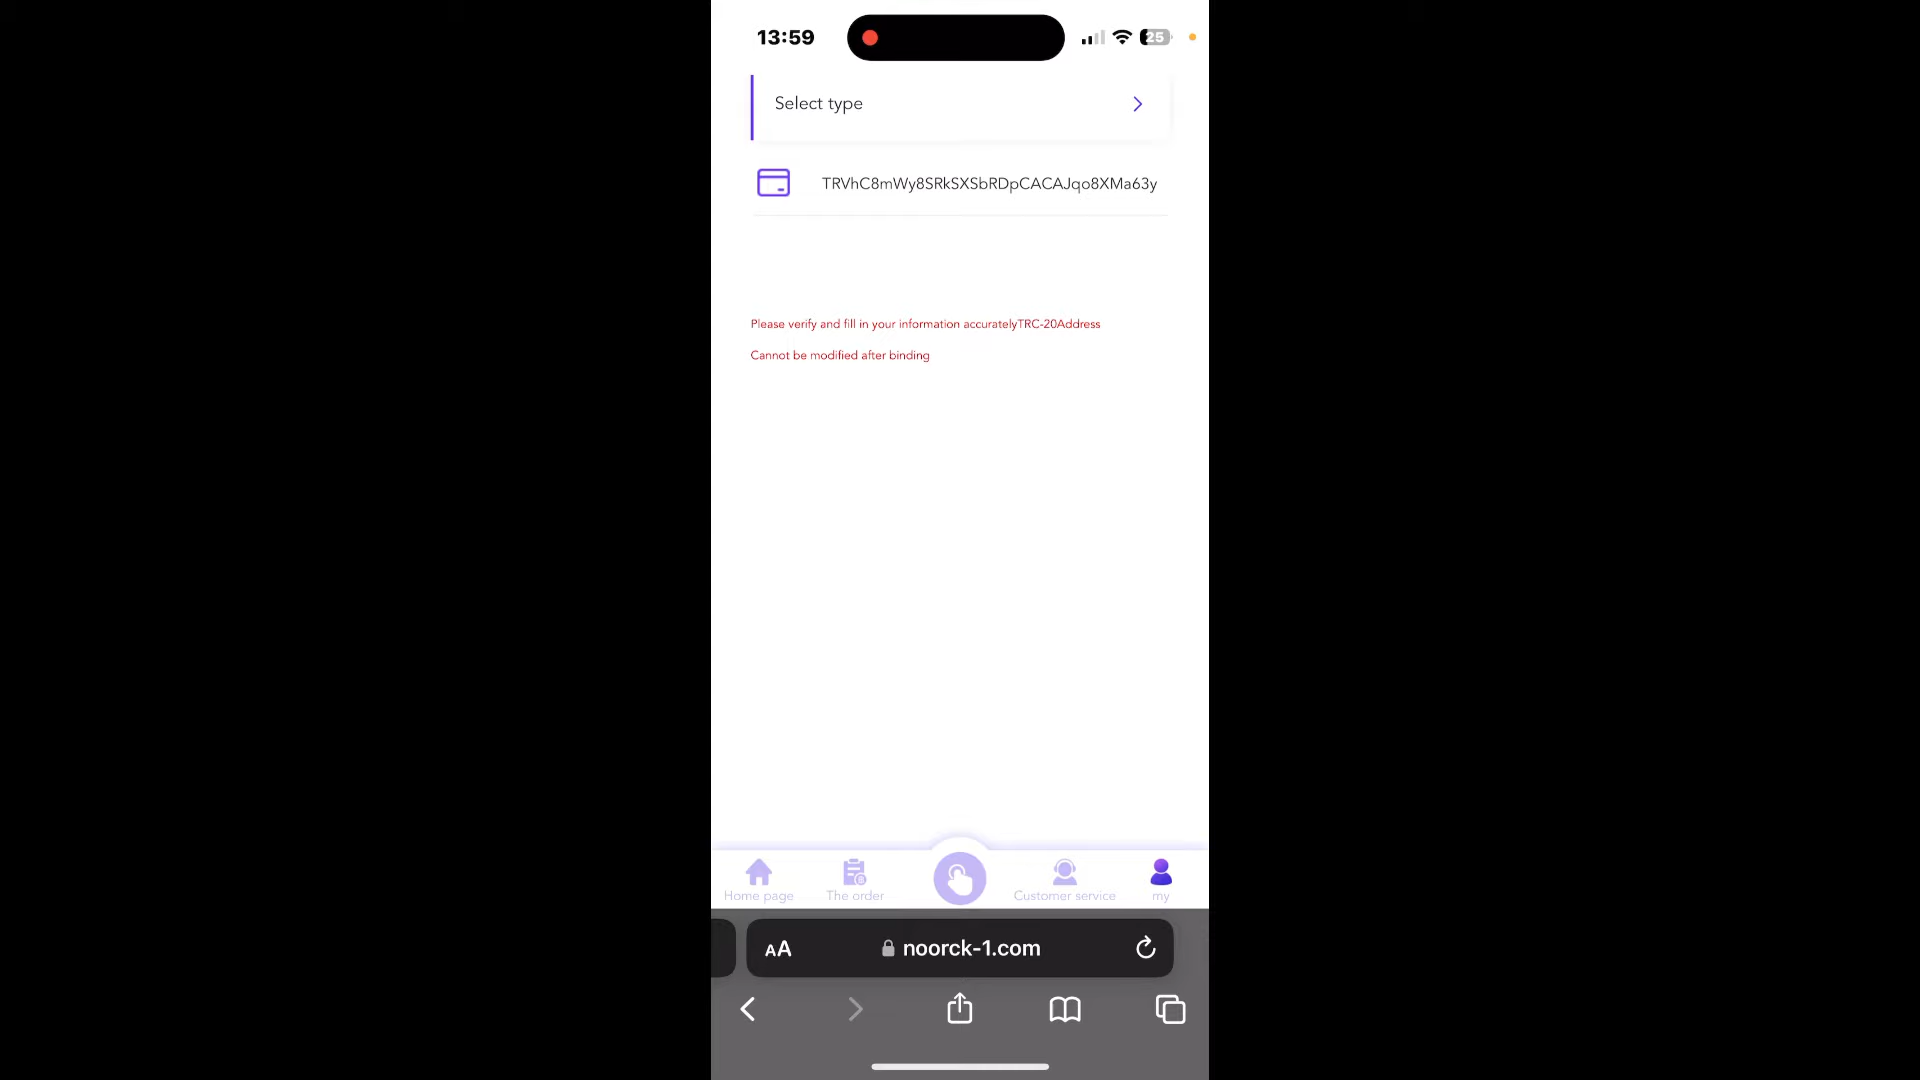 13:59
25
Select type
TRVhC8mWy8SRkSXSbRDpCACAJqo8XMa63y
Please verify and fill in your information accuratelyTRC-20Address
Cannot be modified after binding
Home page
The order
Customer service
my
AA
noorck-1.com